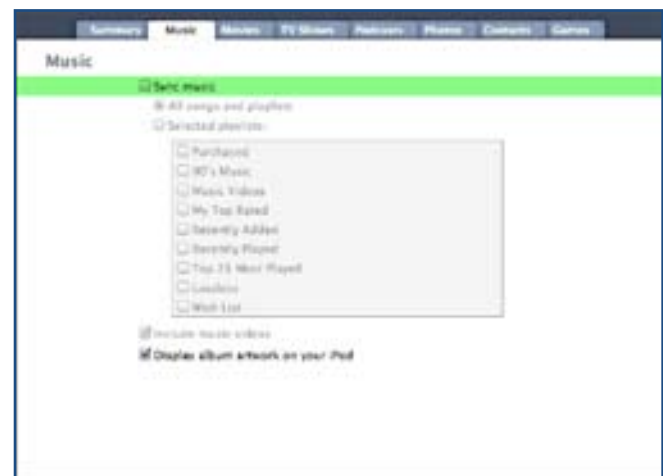 Summary Music Movies TV Shows Podcasts Photos Contacts Games
Music
Sync music
All songs and playlists
Selected playlists:
Purchased
90's Music
Music Videos
My Top Rated
Recently Added
Recently Played
Top 25 Most Played
Wish List
Include music videos
Display album artwork on your iPod